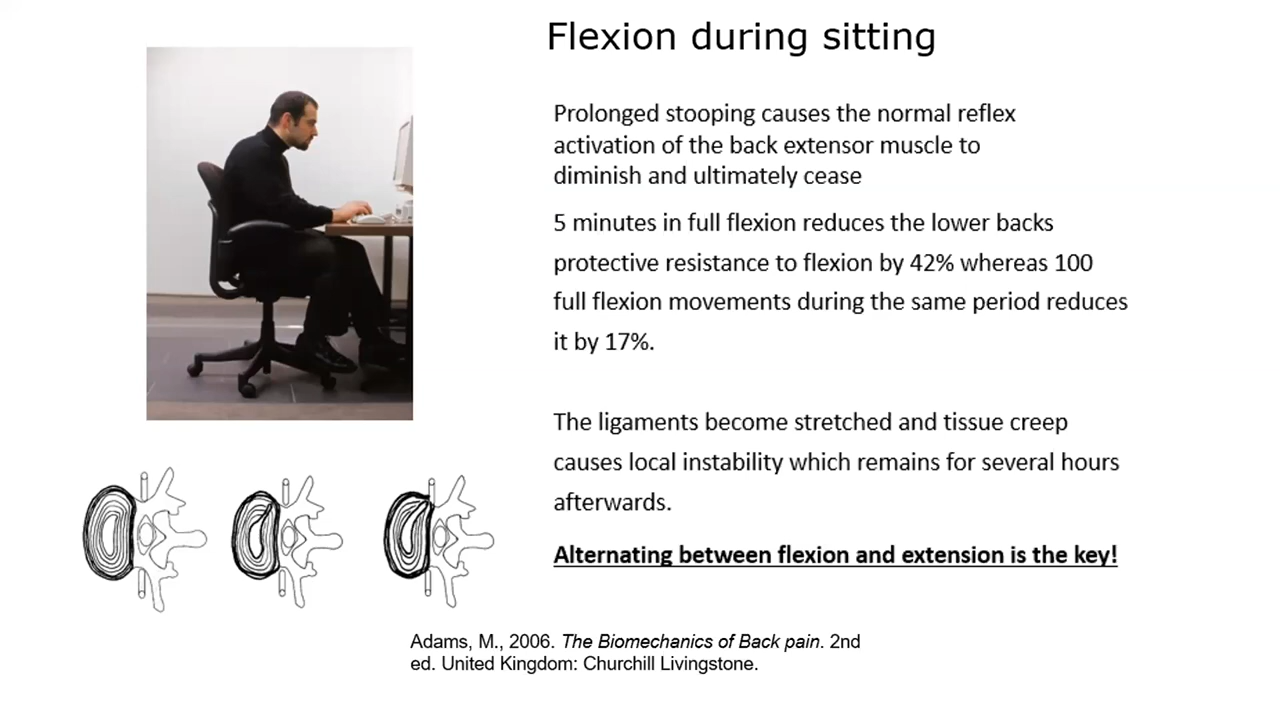 Flexion during sitting
Prolonged stooping causes the normal reflex
activation of the back extensor muscle to
diminish and ultimately cease
5 minutes in full flexion reduces the lower backs
protective resistance to flexion by 42% whereas 100
full flexion movements during the same period reduces
it by 17%.
The ligaments become stretched and tissue creep
causes local instability which remains for several hours
afterwards.
Alternating between flexion and extension is the key!
Adams, M., 2006. The Biomechanics of Back pain. 2nd
ed. United Kingdom: Churchill Livingstone.